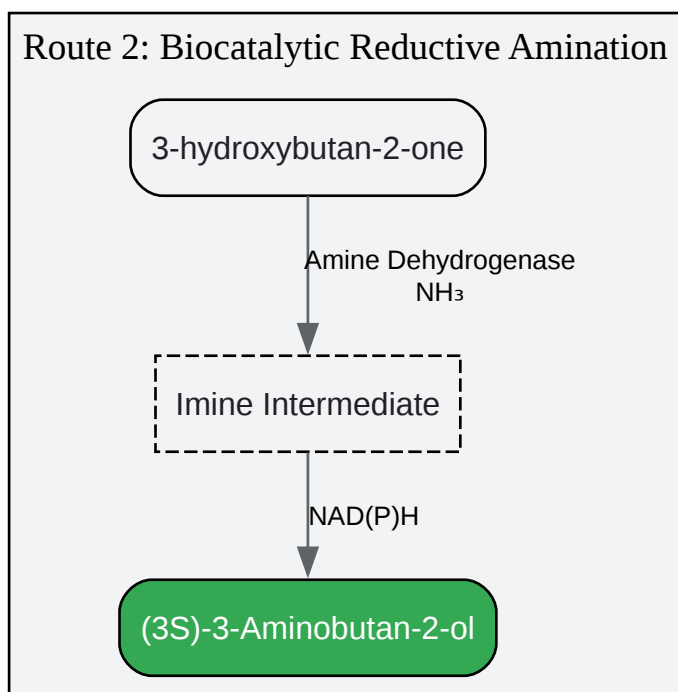 Route 2: Biocatalytic Reductive Amination
3-hydroxybutan-2-one
Amine Dehydrogenase
NH₃
Imine Intermediate
NAD(P)H
(3S)-3-Aminobutan-2-ol